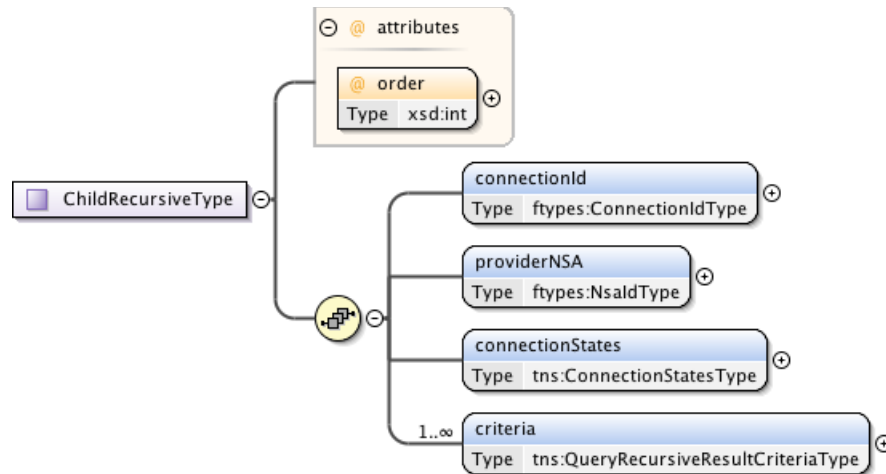 @ attributes
@ order
Type xsd:int
ChildRecursiveType
connectionId
Type ftypes:ConnectionIdType
providerNSA
Type ftypes:NsaIdType
connectionStates
Type tns:ConnectionStatesType
1..∞
criteria
Type tns:QueryRecursiveResultCriteriaType